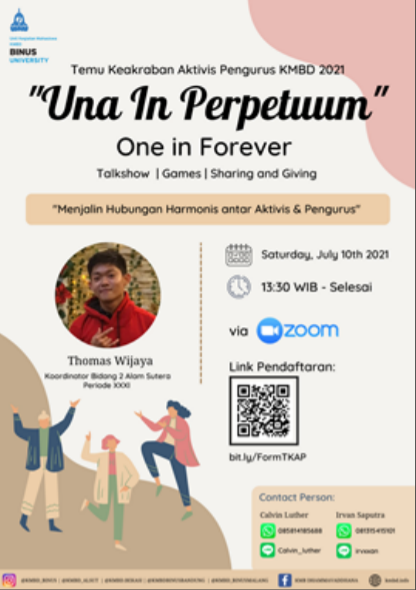 BINUS
UNIVERSITY
Temu Keakraban Aktivis Pengurus KMBD 2021
"Una In Perpetuum"
One in Forever
Talkshow | Games | Sharing and Giving
"Menjalin Hubungan Harmonis antar Aktivis & Pengurus"
Saturday, July 10th 2021
13:30 WIB - Selesai
via zoom
Thomas Wijaya
Koordinator Bidang 2 Alam Sutera
Periode XXXI
Link Pendaftaran:
bit.ly/FormTKAP
Contact Person:
Calvin Luther
Irvan Saputra
Calvin_luther